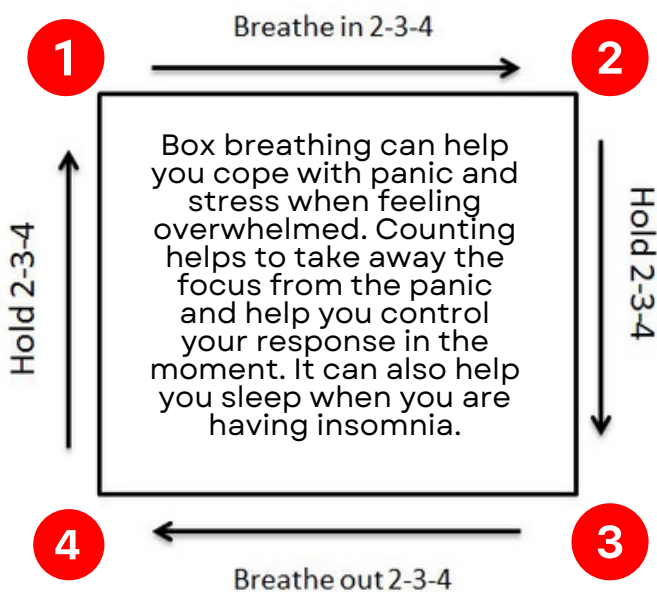 Breathe in 2-3-4
1
2
Box breathing can help
you cope with panic and
stress when feeling
overwhelmed. Counting
helps to take away the
focus from the panic
and help you control
your response in the
moment. It can also help
you sleep when you are
having insomnia.
Hold 2-3-4
Hold 2-3-4
4
3
Breathe out 2-3-4